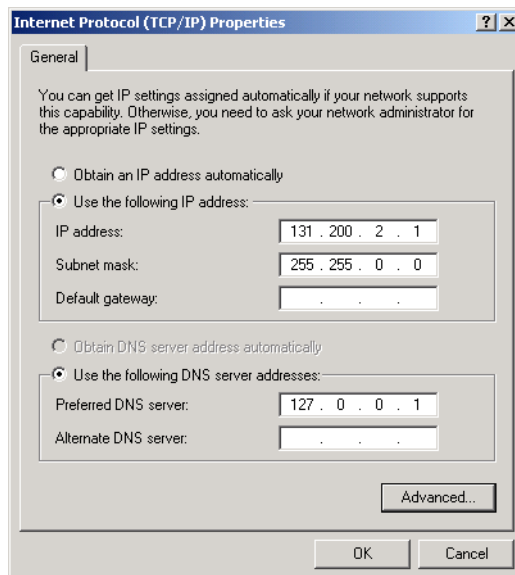 Internet Protocol (TCP/IP) Properties ? X
General
You can get IP settings assigned automatically if your network supports
this capability. Otherwise, you need to ask your network administrator for
the appropriate IP settings.
Obtain an IP address automatically
Use the following IP address:
IP address: 131 . 200 . 2 . 1
Subnet mask: 255 . 255 . 0 . 0
Default gateway: . . .
Obtain DNS server address automatically
Use the following DNS server addresses:
Preferred DNS server: 127 . 0 . 0 . 1
Alternate DNS server: . . .
Advanced...
OK Cancel